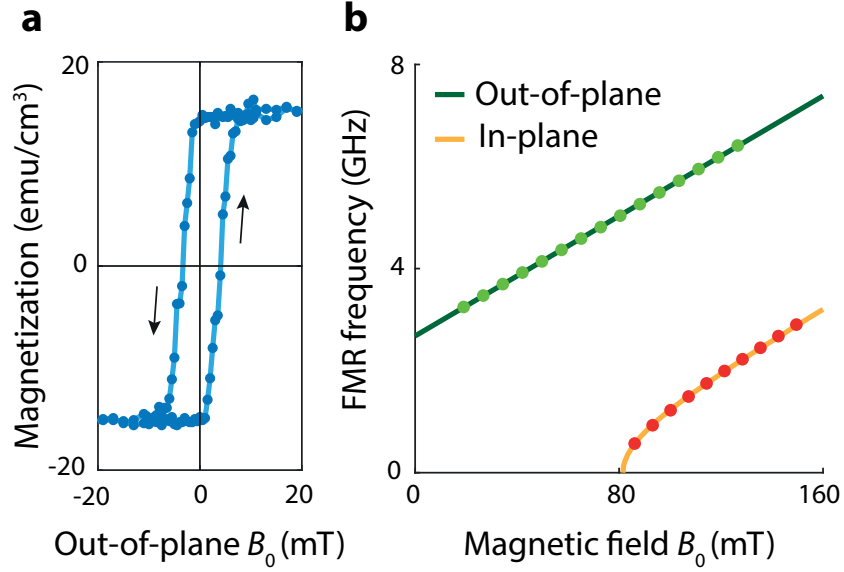 a
Magnetization (emu/cm³)
20
0
-20
-20
0
20
Out-of-plane B₀ (mT)
b
FMR frequency (GHz)
8
4
0
Out-of-plane
In-plane
0
80
160
Magnetic field B₀ (mT)